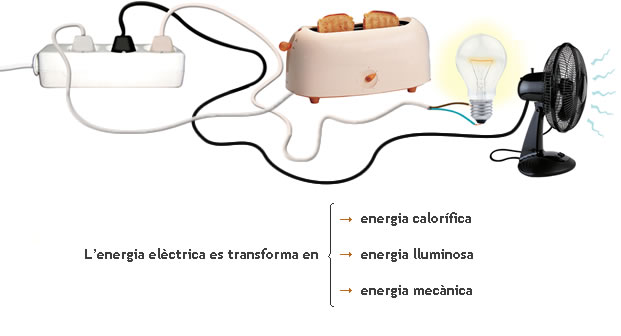 energia calorífica
L'energia elèctrica es transforma en → energia lluminosa
energia mecànica